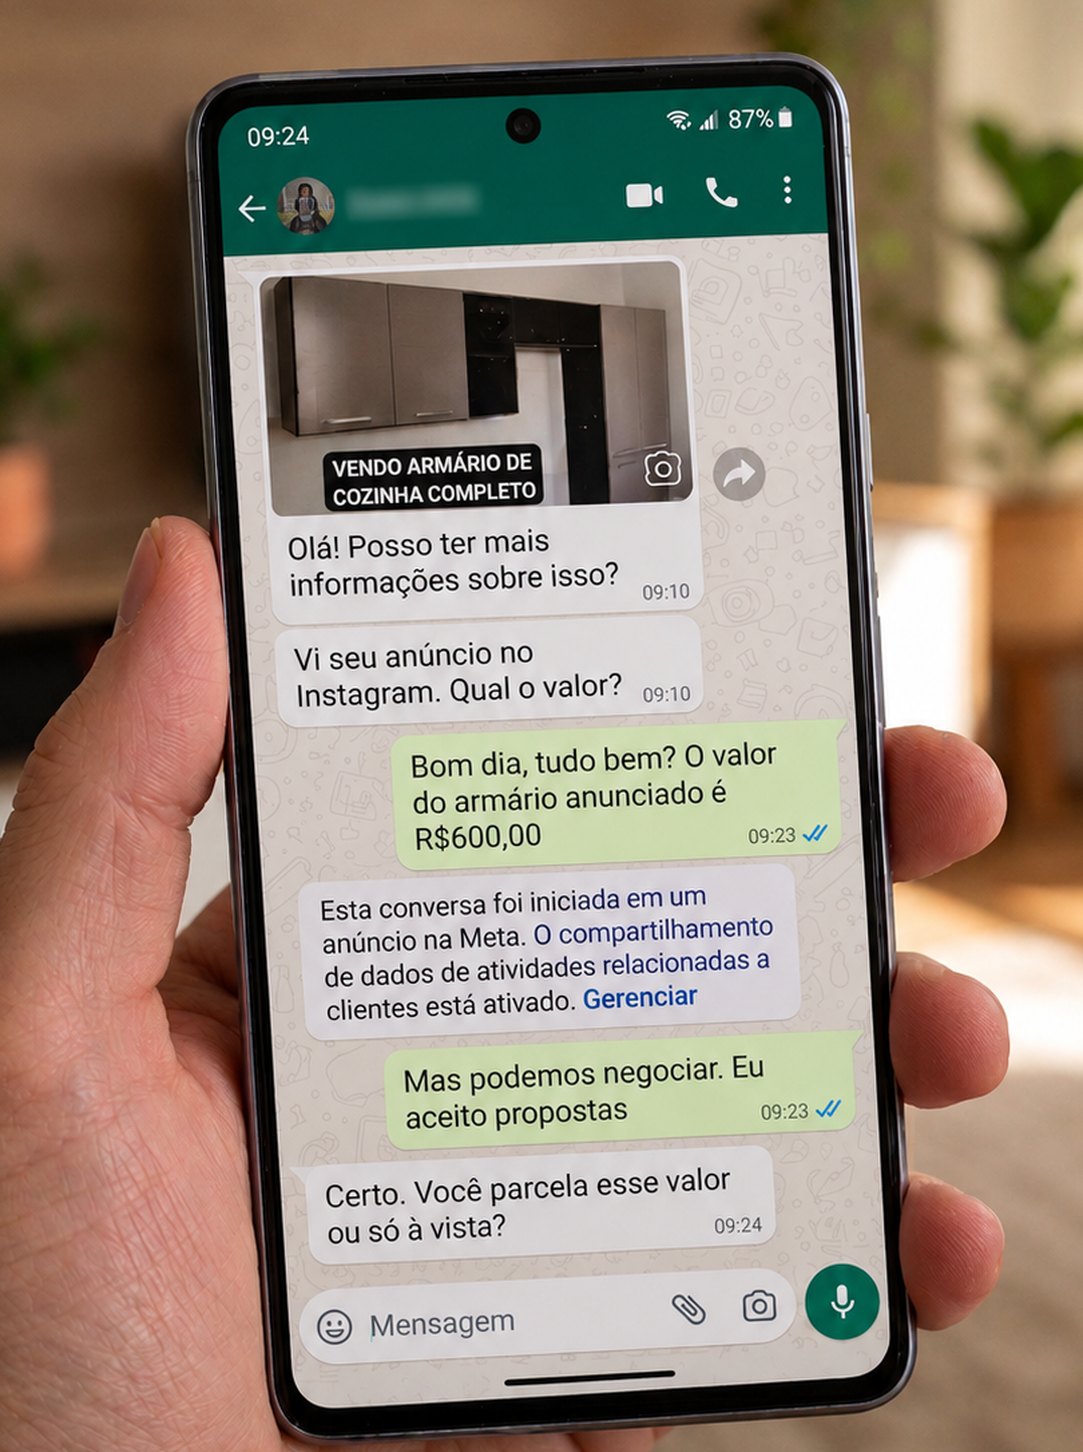 09:24
87%
VENDO ARMÁRIO DE
COZINHA COMPLETO
Olá! Posso ter mais
informações sobre isso?
09:10
Vi seu anúncio no
Instagram. Qual o valor?
09:10
Bom dia, tudo bem? O valor
do armário anunciado é
R$600,00
09:23
Esta conversa foi iniciada em um
anúncio na Meta. O compartilhamento
de dados de atividades relacionadas a
clientes está ativado. Gerenciar
Mas podemos negociar. Eu
aceito propostas
09:23
Certo. Você parcela esse valor
ou só à vista?
09:24
Mensagem